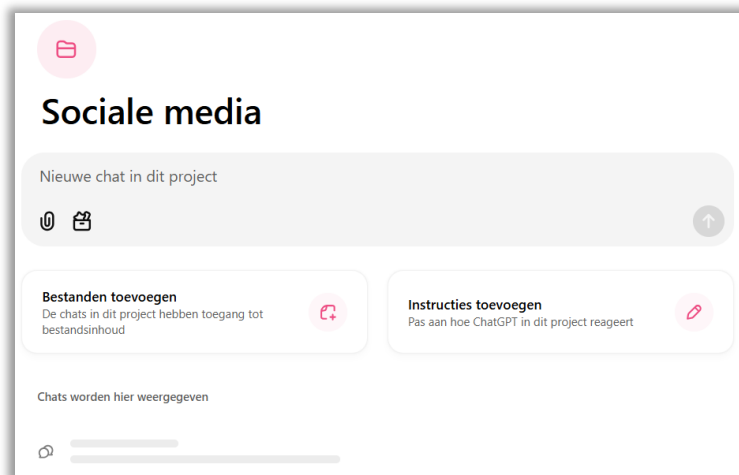 Sociale media
Nieuwe chat in dit project
Bestanden toevoegen
De chats in dit project hebben toegang tot
bestandsinhoud
Instructies toevoegen
Pas aan hoe ChatGPT in dit project reageert
Chats worden hier weergegeven